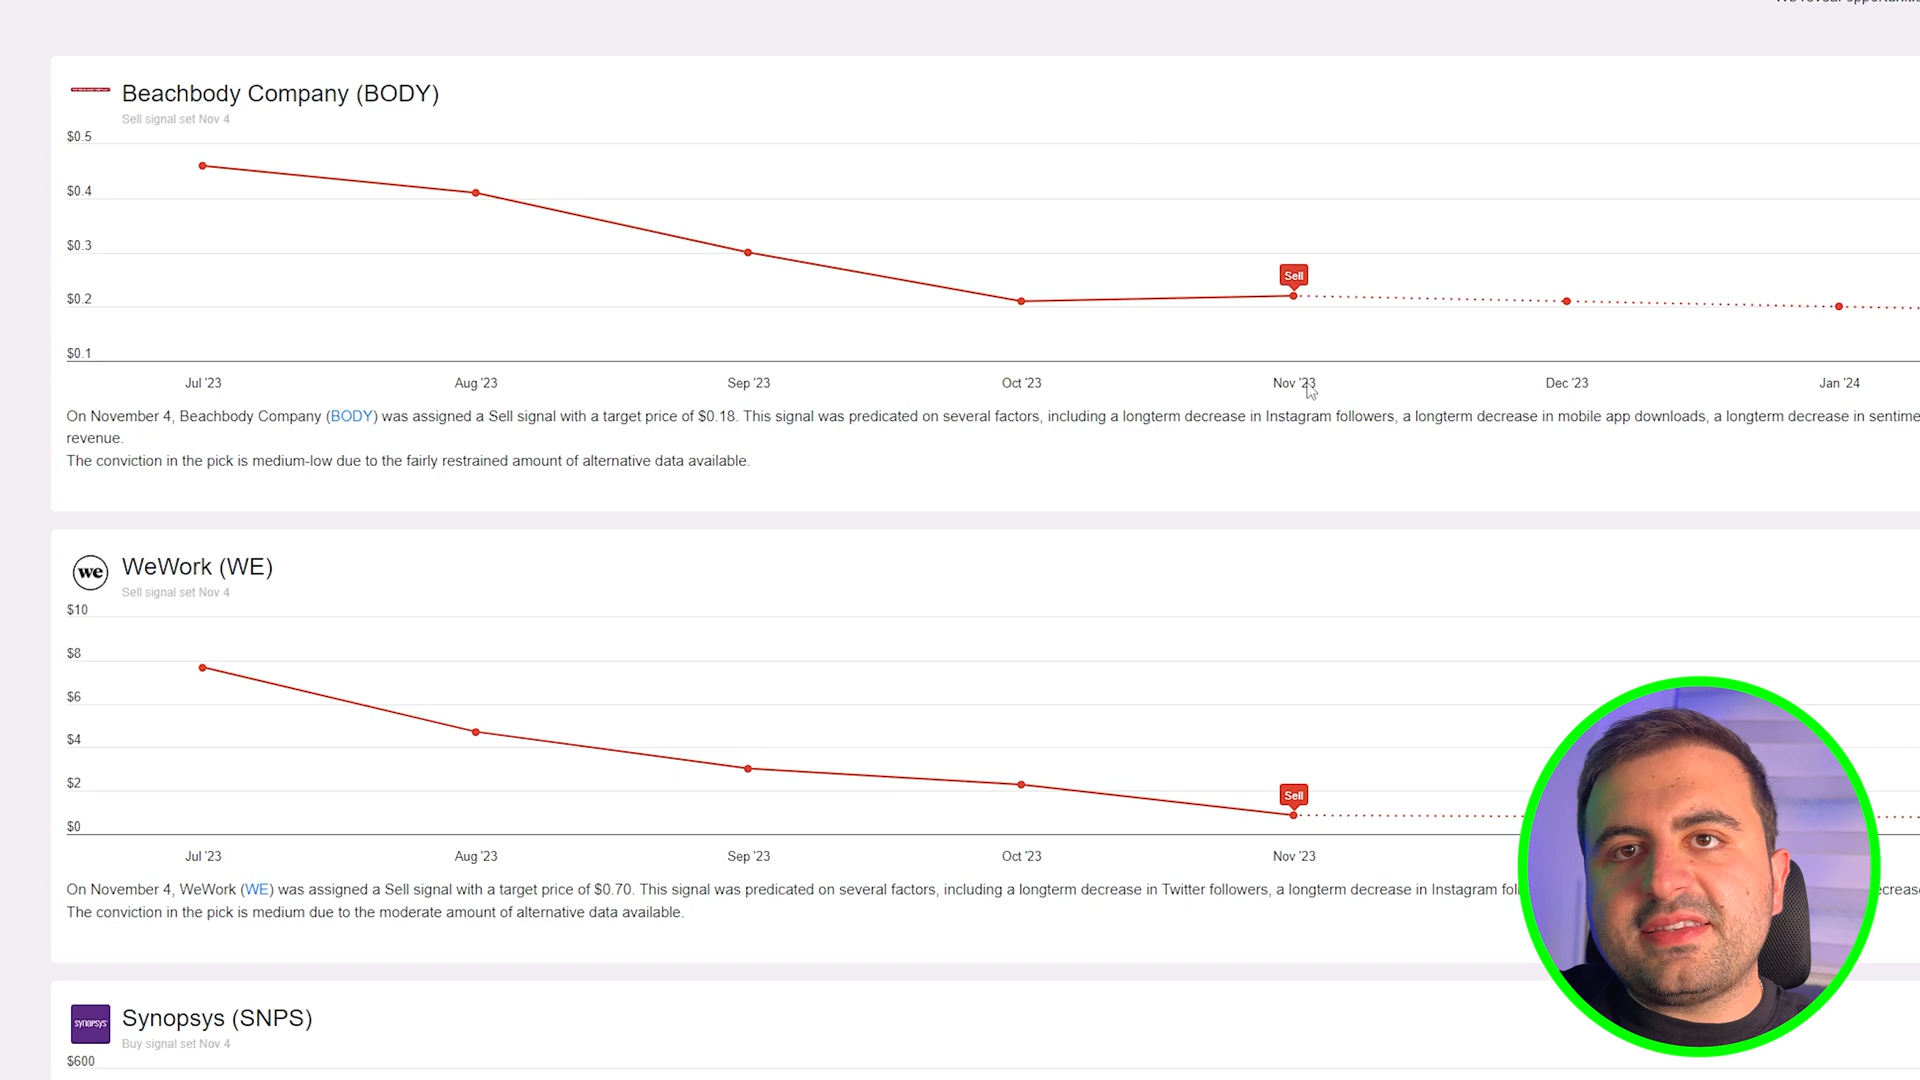 Beachbody Company (BODY)
Sell signal set Nov 4
$0.5
$0.4
$0.3
Sell
$0.2
$0.1
Jul '23 Aug '23 Sep '23 Oct '23 Nov '23 Dec '23 Jan '24
On November 4, Beachbody Company (BODY) was assigned a Sell signal with a target price of $0.18. This signal was predicated on several factors, including a longterm decrease in Instagram followers, a longterm decrease in mobile app downloads, a longterm decrease in sentime
revenue.
The conviction in the pick is medium-low due to the fairly restrained amount of alternative data available.
we
WeWork (WE)
Sell signal set Nov 4
$10
$8
$6
$4
$2
Sell
$0
Jul '23 Aug '23 Sep '23 Oct '23 Nov '23
On November 4, WeWork (WE) was assigned a Sell signal with a target price of $0.70. This signal was predicated on several factors, including a longterm decrease in Twitter followers, a longterm decrease in Instagram fol
The conviction in the pick is medium due to the moderate amount of alternative data available.
synopsys
Synopsys (SNPS)
Buy signal set Nov 4
$600